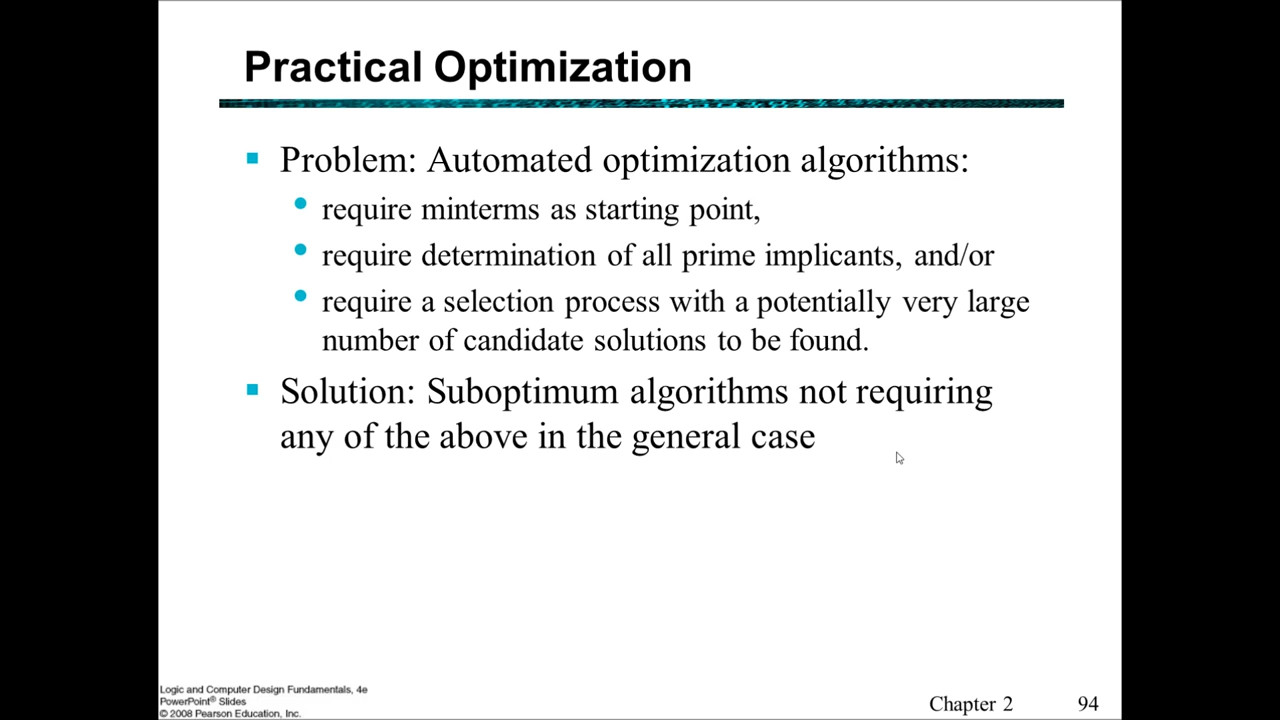 Practical Optimization
Problem: Automated optimization algorithms:
require minterms as starting point,
require determination of all prime implicants, and/or
require a selection process with a potentially very large
number of candidate solutions to be found.
Solution: Suboptimum algorithms not requiring
any of the above in the general case
Logic and Computer Design Fundamentals, 4e
PowerPoint® Slides
© 2008 Pearson Education, Inc.
Chapter 2 94